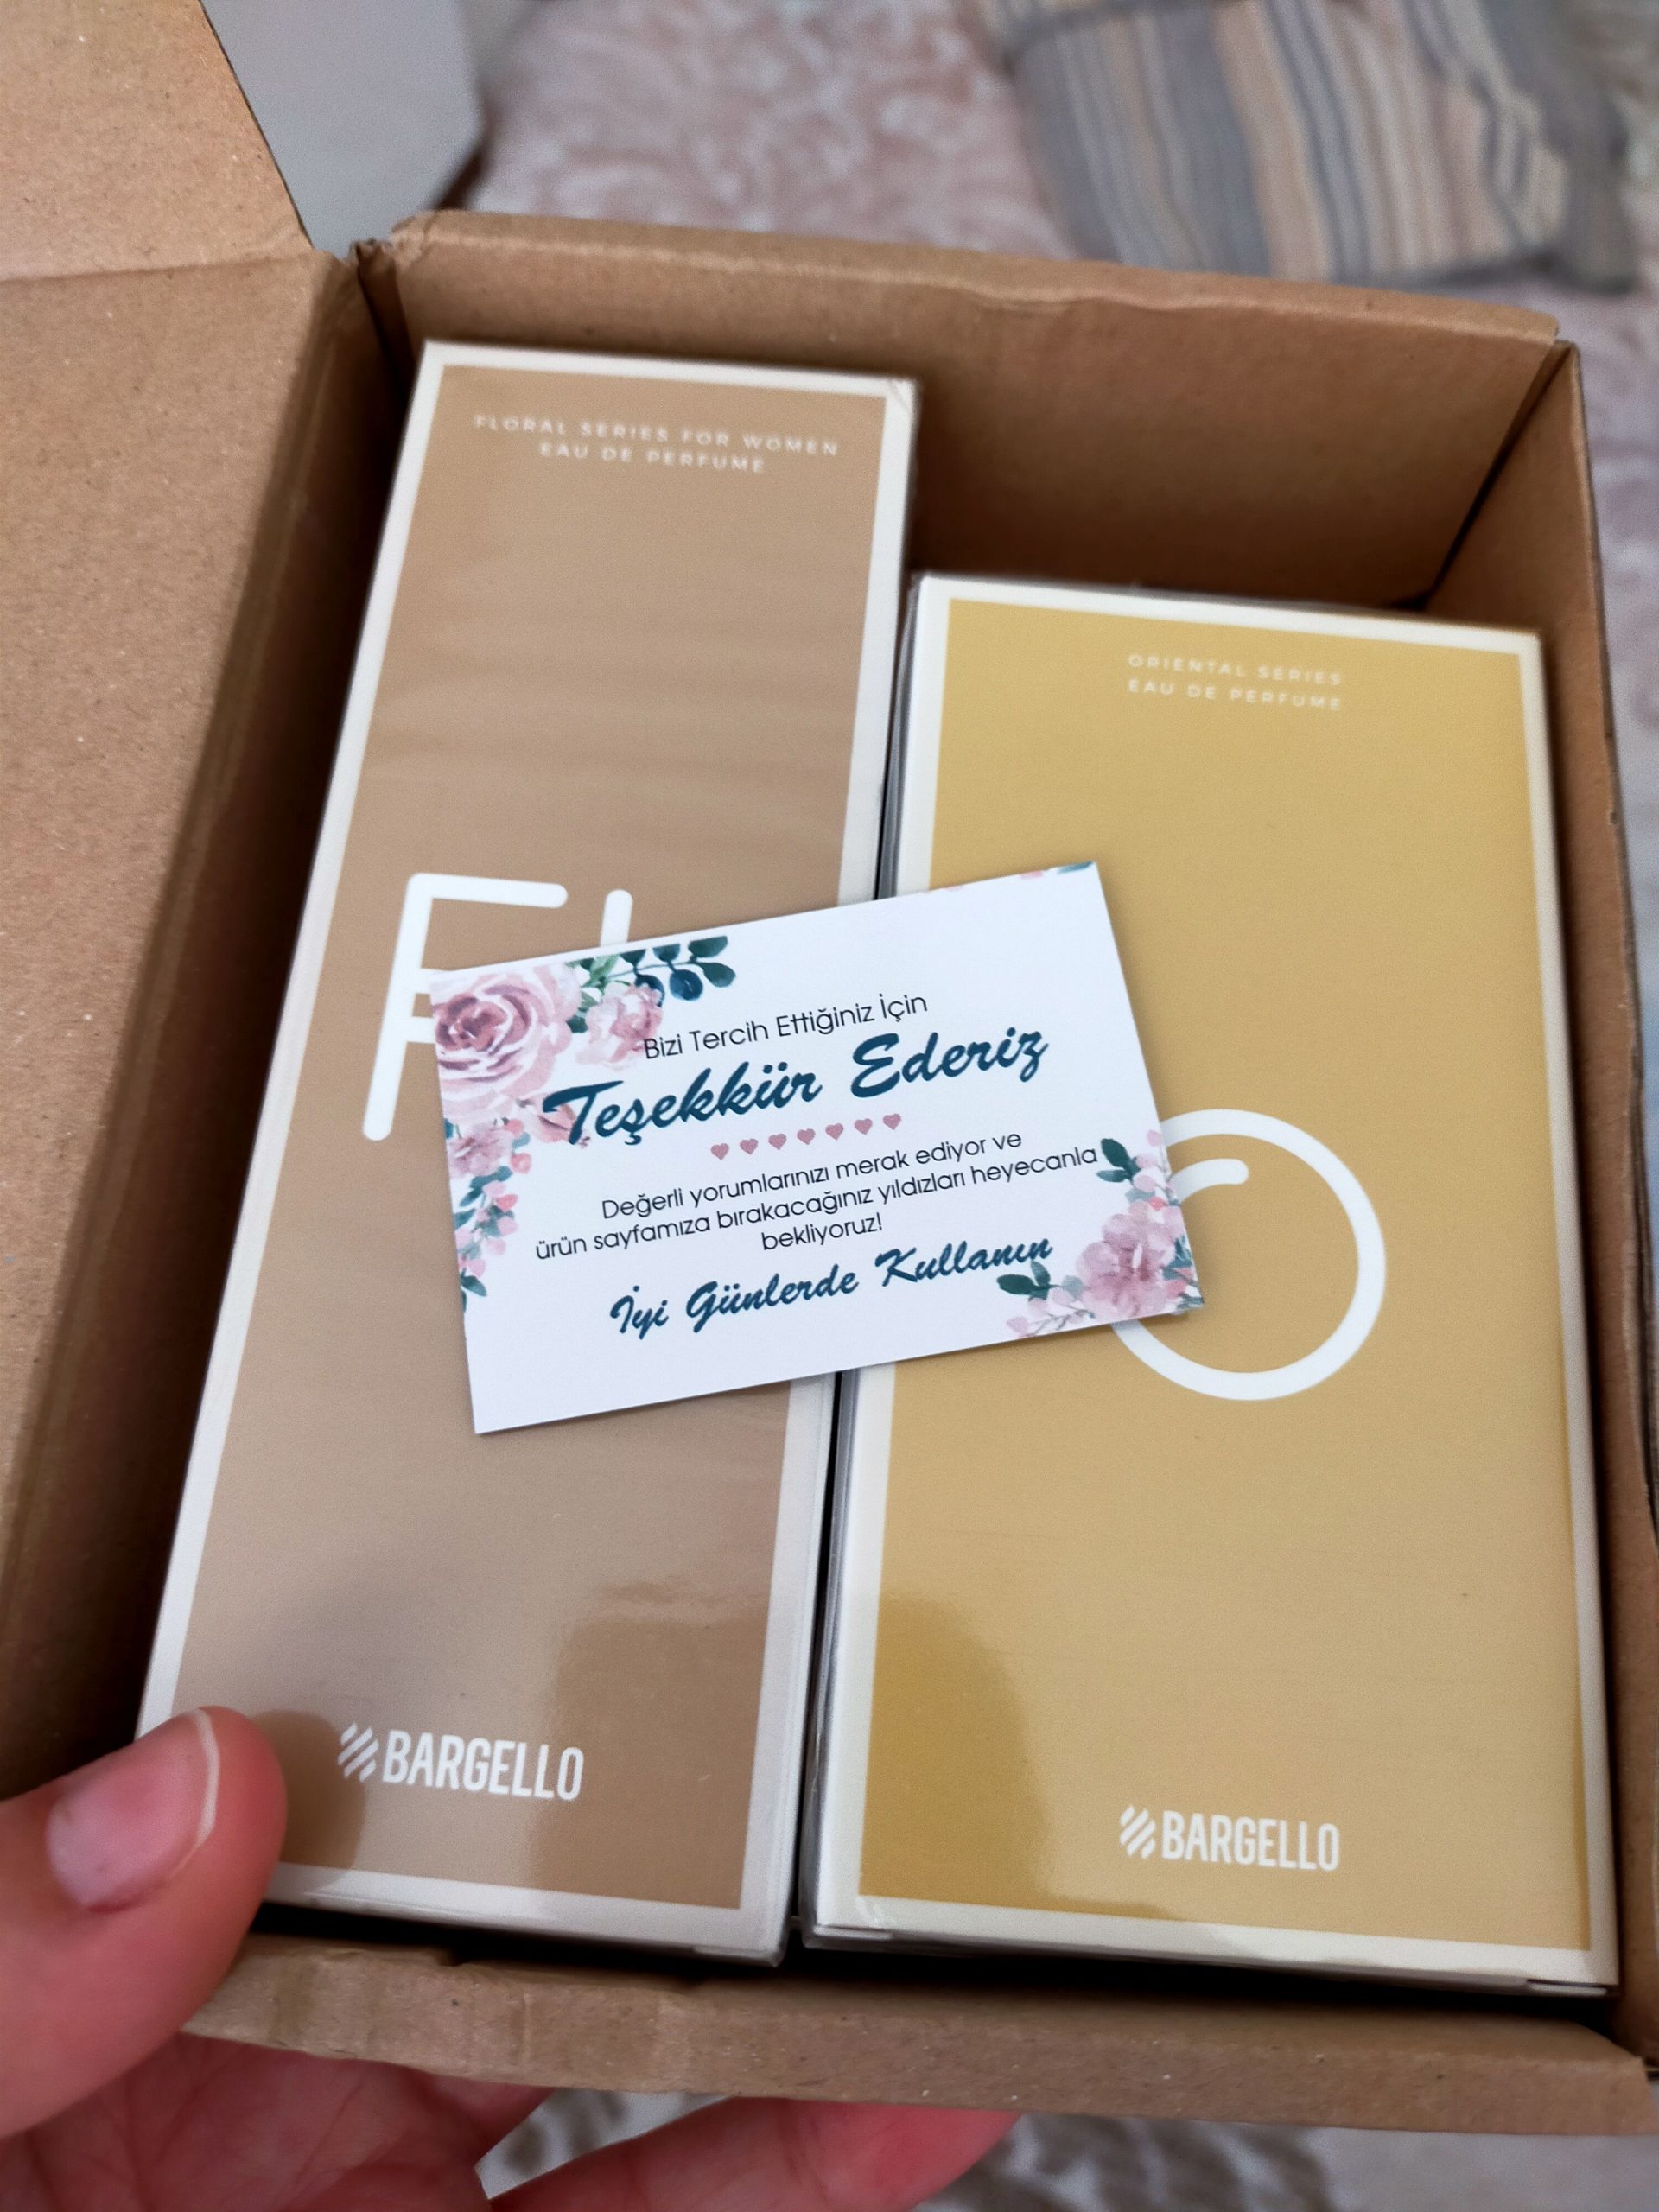 FLORAL SERIES FOR WOMEN
EAU DE PERFUME
ORIENTAL SERIES
EAU DE PERFUME
Bizi Tercih Ettiğiniz İçin
Teşekkür Ederiz
Değerli yorumlarınızı merak ediyor ve
ürün sayfamıza bırakacağınız yıldızları heyecanla
bekliyoruz!
İyi Günlerde Kullanın
BARGELLO
BARGELLO